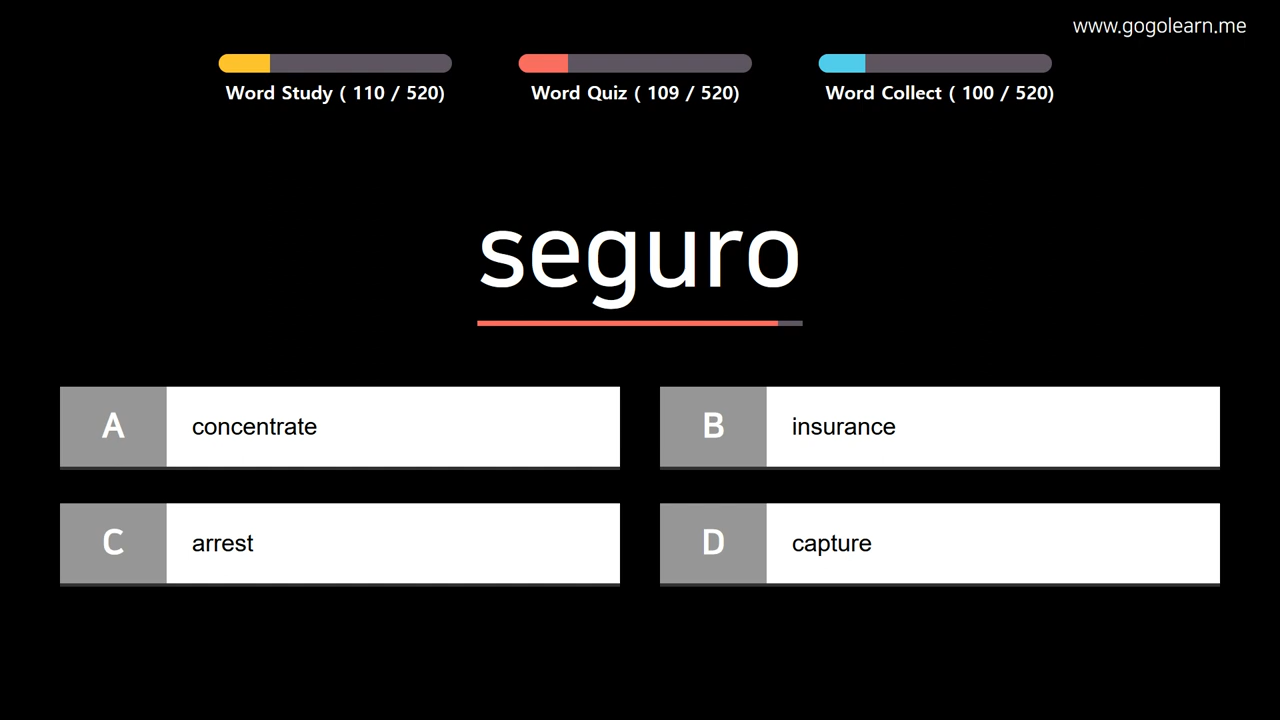 www.gogolearn.me
Word Study ( 110 / 520)
Word Quiz ( 109 / 520)
Word Collect ( 100 / 520)
seguro
A
concentrate
B
insurance
C
arrest
D
capture